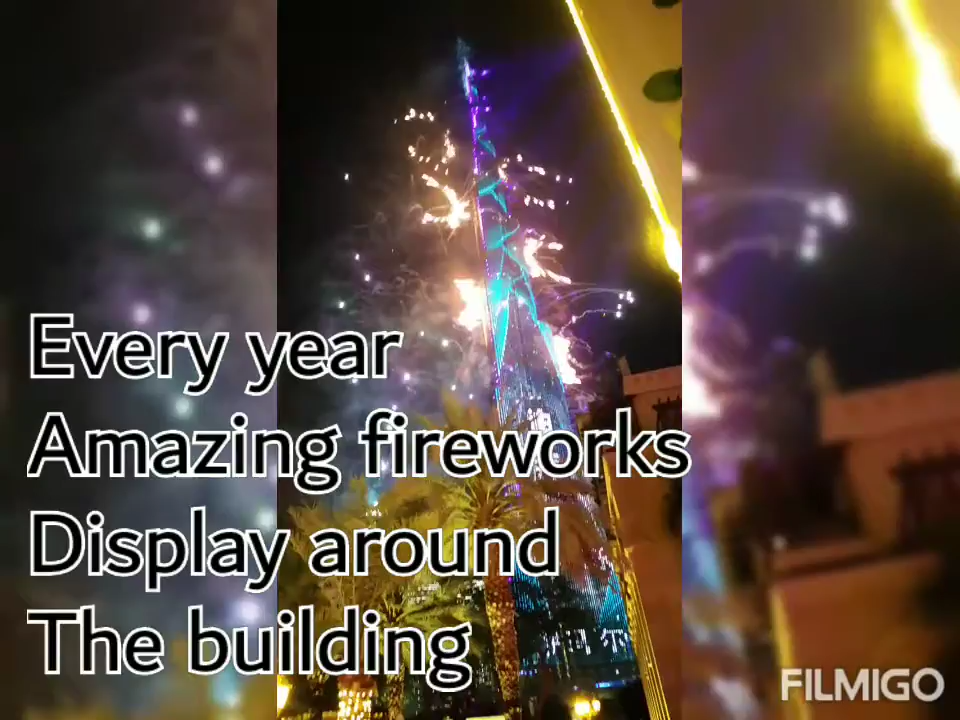 Every year
Amazing fireworks
Display around
The building
FILMIGO